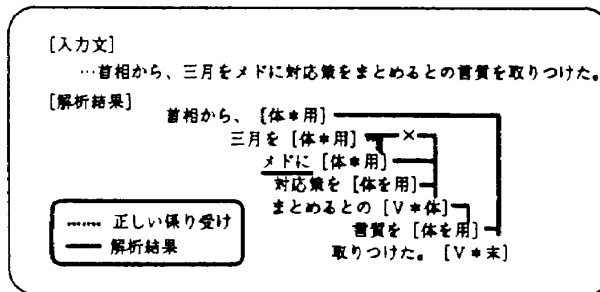 [入力文]
…首相から、三月をメドに対応策をまとめるとの言質を取りつけた。
[解析結果]
首相から、 [体*用]
三月を [体*用] ×
メドに [体*用]
対応策を [体を用]
まとめるとの [V*体]
言質を [体を用]
取りつけた。 [V*末]
…… 正しい係り受け
── 解析結果